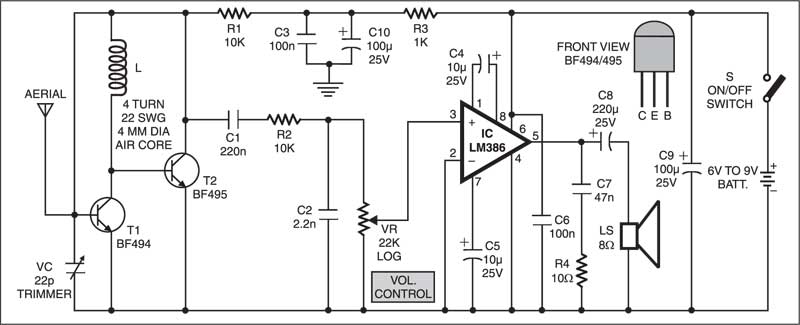 R1
10K
C3
100n
C10
100µ
25V
R3
1K
C4
10µ
25V
FRONT VIEW
BF494/495
C E B
S
ON/OFF
SWITCH
AERIAL
L
4 TURN
22 SWG
4 MM DIA
AIR CORE
C1
220n
R2
10K
1
8
3
+
IC
LM386
6
5
2
–
4
7
C8
220µ
25V
C9
100µ
25V
6V TO 9V
BATT.
+
–
T2
BF495
T1
BF494
C2
2.2n
VR
22K
LOG
VOL.
CONTROL
C5
10µ
25V
C6
100n
C7
47n
R4
10Ω
LS
8Ω
VC
22p
TRIMMER